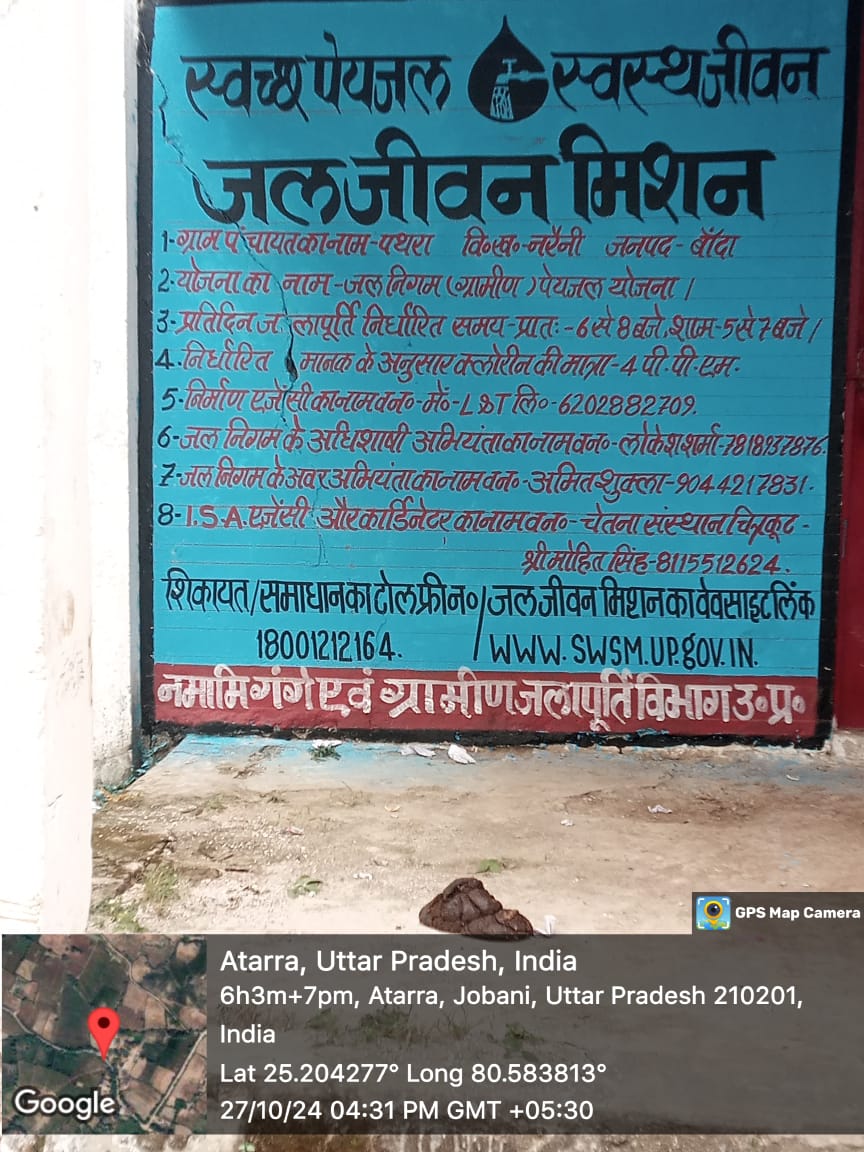 स्वच्छ पेयजल स्वस्थ जीवन
जल जीवन मिशन
1-ग्राम पंचायत का नाम-पथरा वि०ख०-नरैनी जनपद-बाँदा
2-योजना का नाम-जल निगम (ग्रामीण) पेयजल योजना।
3-प्रतिदिन जलापूर्ति निर्धारित समय-प्रातः-6 से 8 बजे, शाम-5 से 7 बजे।
4.निर्धारित मानक के अनुसार क्लोरीन की मात्रा-4 पी.पी.एम.
5-निर्माण एजेंसी का नाम व न०-मे०-L&T लि०-6202882709.
6-जल निगम के अधिशाषी अभियंता का नाम व न०-लोकेश शर्मा-7818937876.
7-जल निगम के अवर अभियंता का नाम व न०-अमित शुक्ला-9044217831.
8-I.S.A. एजेंसी और कार्डिनेटर का नाम व न०-चेतना संस्थान चित्रकूट-
श्री मोहित सिंह-8115512624.
शिकायत/समाधान का टोल फ्री न०/जल जीवन मिशन का वेवसाइट लिंक
18001212164. WWW.SWSM.UP.gov.IN.
नमामि गंगे एवं ग्रामीण जलापूर्ति विभाग उ०प्र०
GPS Map Camera
Atarra, Uttar Pradesh, India
6h3m+7pm, Atarra, Jobani, Uttar Pradesh 210201,
India
Lat 25.204277° Long 80.583813°
27/10/24 04:31 PM GMT +05:30
Google